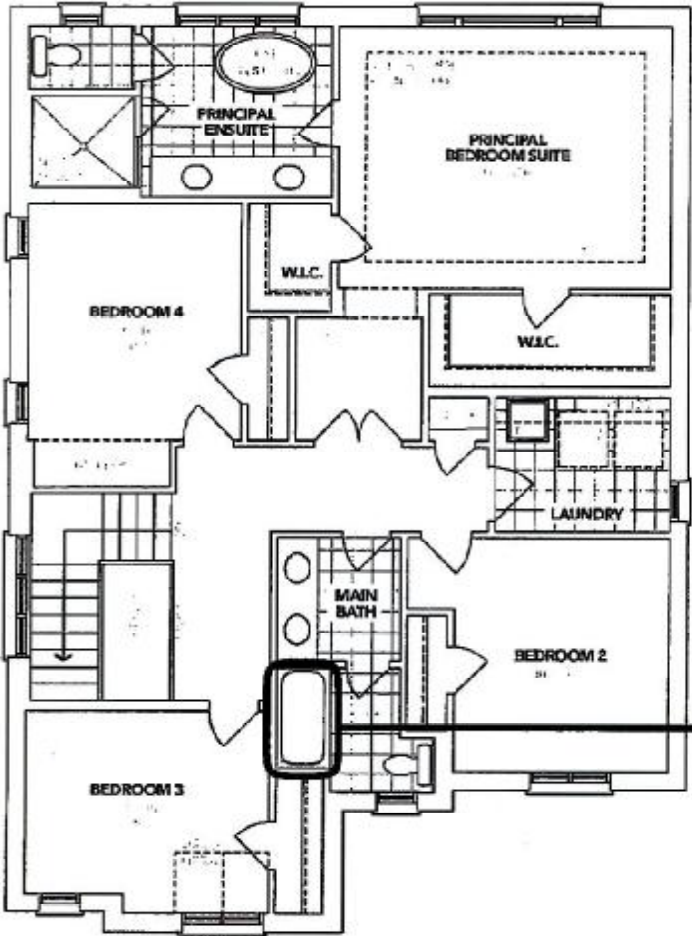 PRINCIPAL
ENSUITE
PRINCIPAL
BEDROOM SUITE
W.I.C.
BEDROOM 4
W.I.C.
LAUNDRY
MAIN
BATH
BEDROOM 2
BEDROOM 3